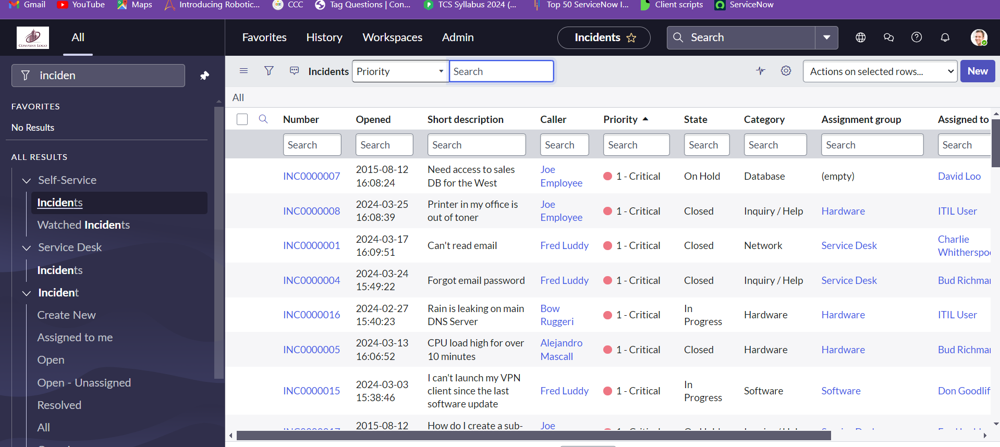 Gmail YouTube Maps Introducing Robotic... CCC Tag Questions | Con... TCS Syllabus 2024 (... Top 50 ServiceNow I... Client scripts ServiceNow
COMPANY LOGO All Favorites History Workspaces Admin Incidents Search
inciden
Incidents Priority Search Actions on selected rows... New
FAVORITES
No Results
ALL RESULTS
Self-Service
Incidents
Watched Incidents
Service Desk
Incidents
Incident
Create New
Assigned to me
Open
Open - Unassigned
Resolved
All
All
Number Opened Short description Caller Priority State Category Assignment group Assigned to
Search Search Search Search Search Search Search Search Search
INC0000007 2015-08-12 16:08:24 Need access to sales DB for the West Joe Employee 1 - Critical On Hold Database (empty) David Loo
INC0000008 2024-03-25 16:08:39 Printer in my office is out of toner Joe Employee 1 - Critical Closed Inquiry / Help Hardware ITIL User
INC0000001 2024-03-17 16:09:51 Can't read email Fred Luddy 1 - Critical Closed Network Service Desk Charlie Whitherspoo
INC0000004 2024-03-24 15:49:22 Forgot email password Fred Luddy 1 - Critical Closed Inquiry / Help Service Desk Bud Richman
INC0000016 2024-02-27 15:40:23 Rain is leaking on main DNS Server Bow Ruggeri 1 - Critical In Progress Hardware Hardware ITIL User
INC0000005 2024-03-13 16:06:52 CPU load high for over 10 minutes Alejandro Mascall 1 - Critical Closed Hardware Hardware Bud Richman
INC0000015 2024-03-03 15:38:46 I can't launch my VPN client since the last software update Fred Luddy 1 - Critical In Progress Software Software Don Goodlif
2015-08-12 How do I create a sub- Joe